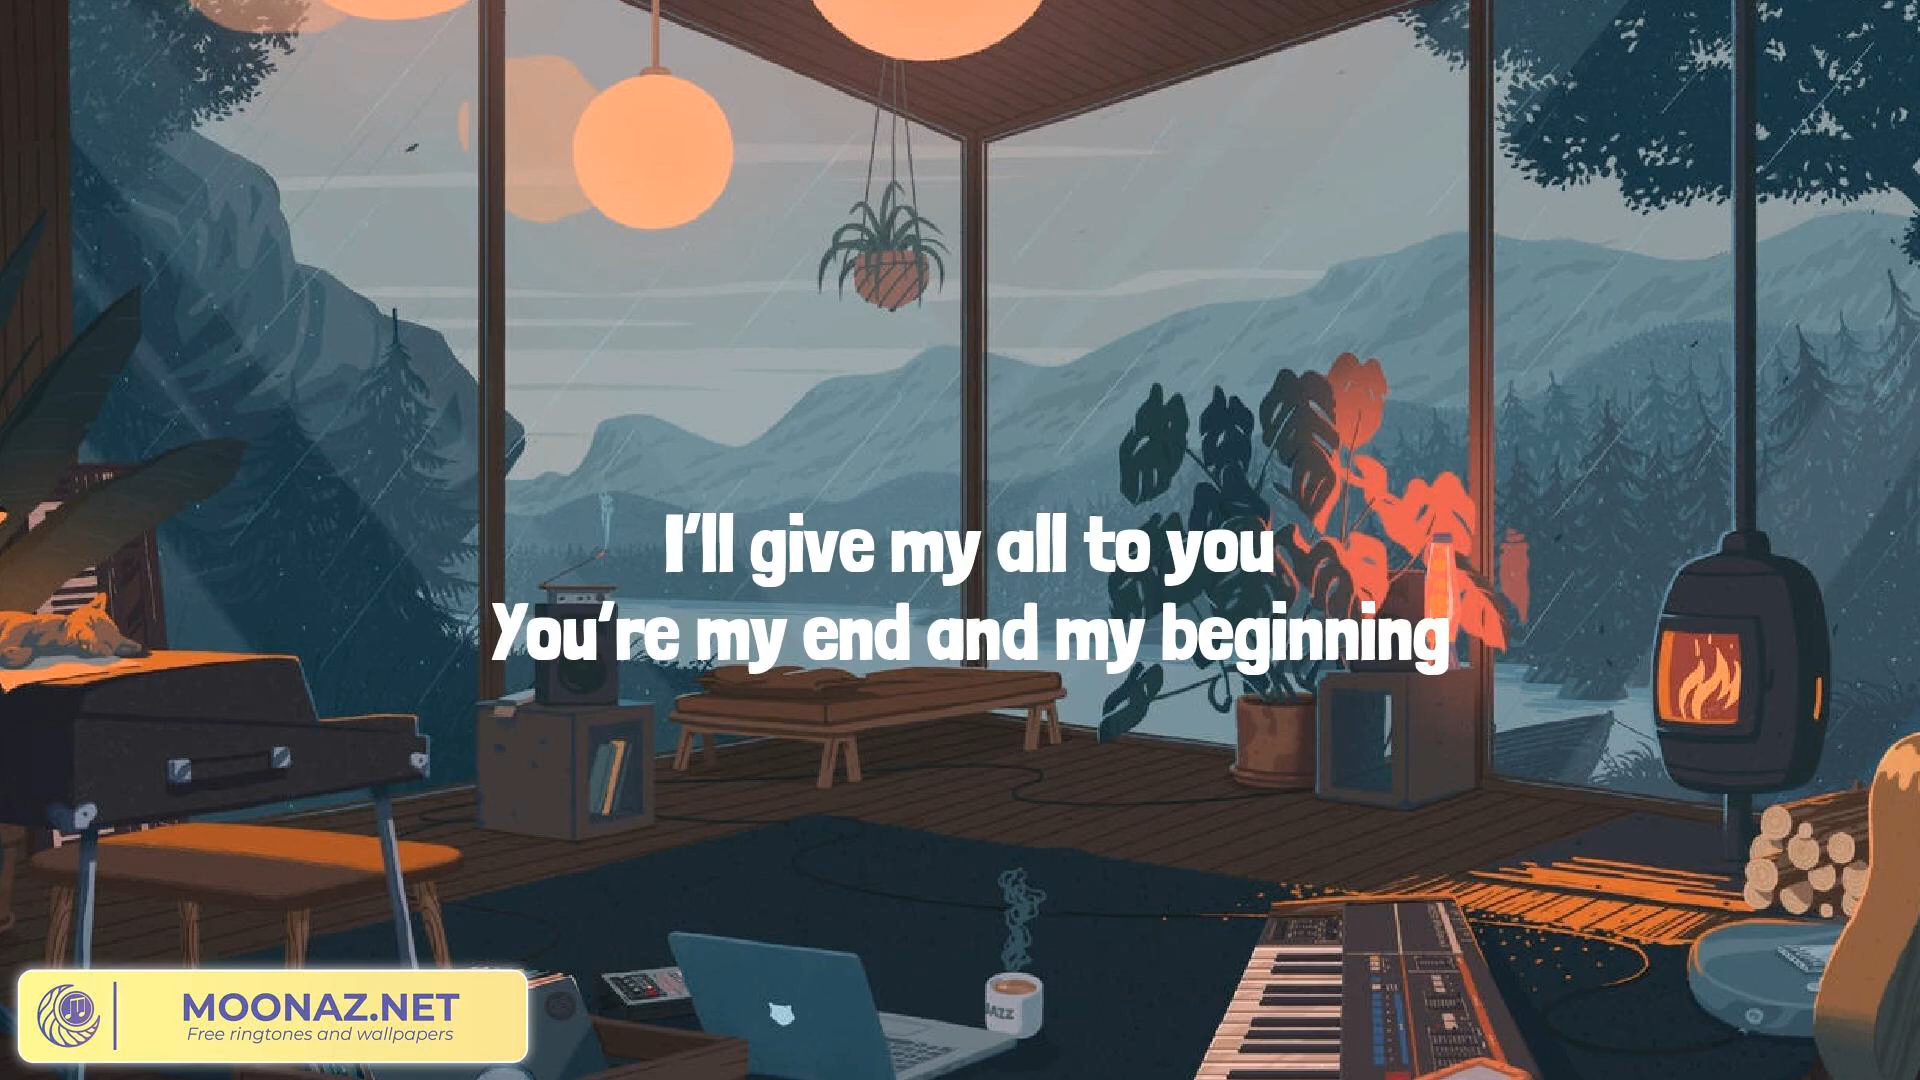 I'll give my all to you
You're my end and my beginning
JAZZ
MOONAZ.NET
Free ringtones and wallpapers